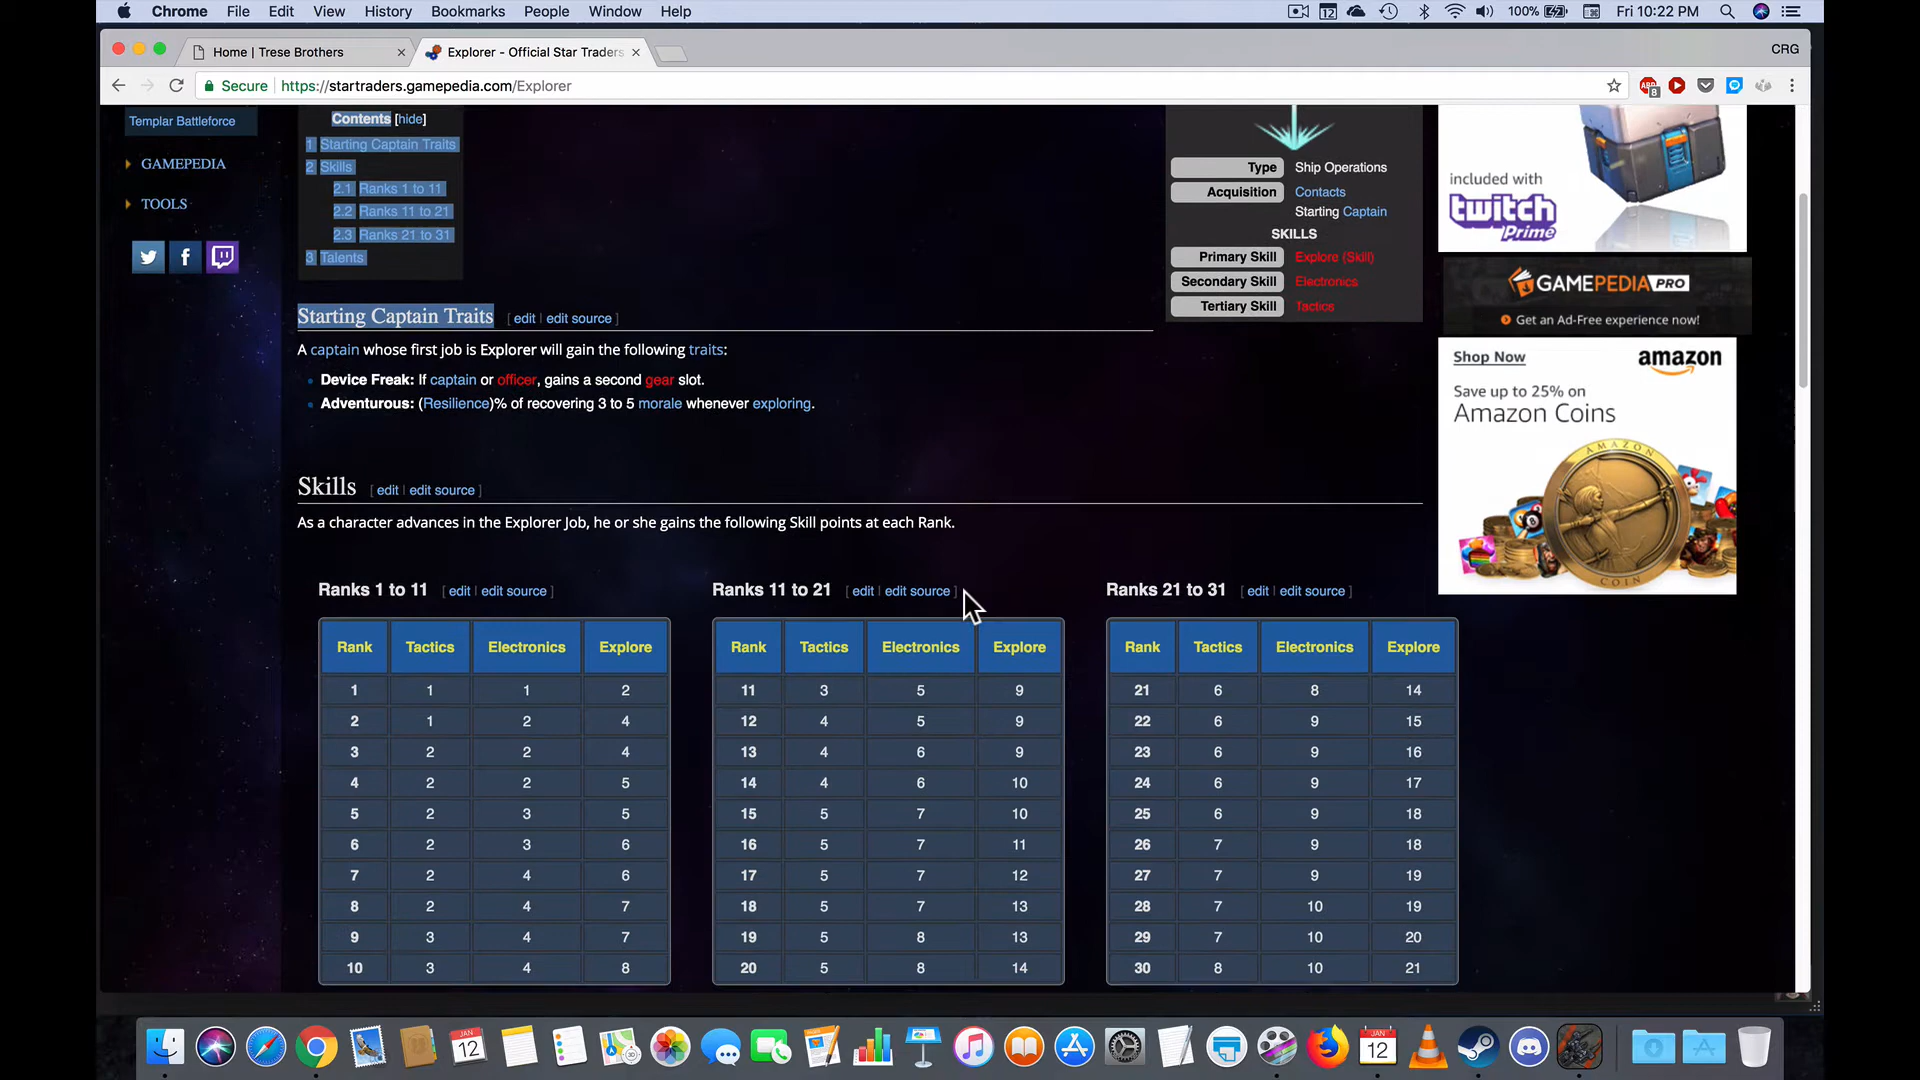 Chrome File Edit View History Bookmarks People Window Help
12 100% Fri 10:22 PM
Home | Trese Brothers ×
Explorer - Official Star Traders ×
CRG
Secure https://startraders.gamepedia.com/Explorer
ABP 8
Templar Battleforce
GAMEPEDIA
TOOLS
Contents [hide]
1 Starting Captain Traits
2 Skills
2.1 Ranks 1 to 11
2.2 Ranks 11 to 21
2.3 Ranks 21 to 31
3 Talents
Type Ship Operations
Acquisition Contacts
Starting Captain
SKILLS
Primary Skill Explore (Skill)
Secondary Skill Electronics
Tertiary Skill Tactics
included with
twitch
Prime
GAMEPEDIA PRO
Get an Ad-Free experience now!
Shop Now amazon
Save up to 25% on
Amazon Coins
AMAZON
COIN
Starting Captain Traits [ edit | edit source ]
A captain whose first job is Explorer will gain the following traits:
Device Freak: If captain or officer, gains a second gear slot.
Adventurous: (Resilience)% of recovering 3 to 5 morale whenever exploring.
Skills [ edit | edit source ]
As a character advances in the Explorer Job, he or she gains the following Skill points at each Rank.
Ranks 1 to 11 [ edit | edit source ]
Rank Tactics Electronics Explore
1 1 1 2
2 1 2 4
3 2 2 4
4 2 2 5
5 2 3 5
6 2 3 6
7 2 4 6
8 2 4 7
9 3 4 7
10 3 4 8
Ranks 11 to 21 [ edit | edit source ]
Rank Tactics Electronics Explore
11 3 5 9
12 4 5 9
13 4 6 9
14 4 6 10
15 5 7 10
16 5 7 11
17 5 7 12
18 5 7 13
19 5 8 13
20 5 8 14
Ranks 21 to 31 [ edit | edit source ]
Rank Tactics Electronics Explore
21 6 8 14
22 6 9 15
23 6 9 16
24 6 9 17
25 6 9 18
26 7 9 18
27 7 9 19
28 7 10 19
29 7 10 20
30 8 10 21
JAN
12
JAN
12